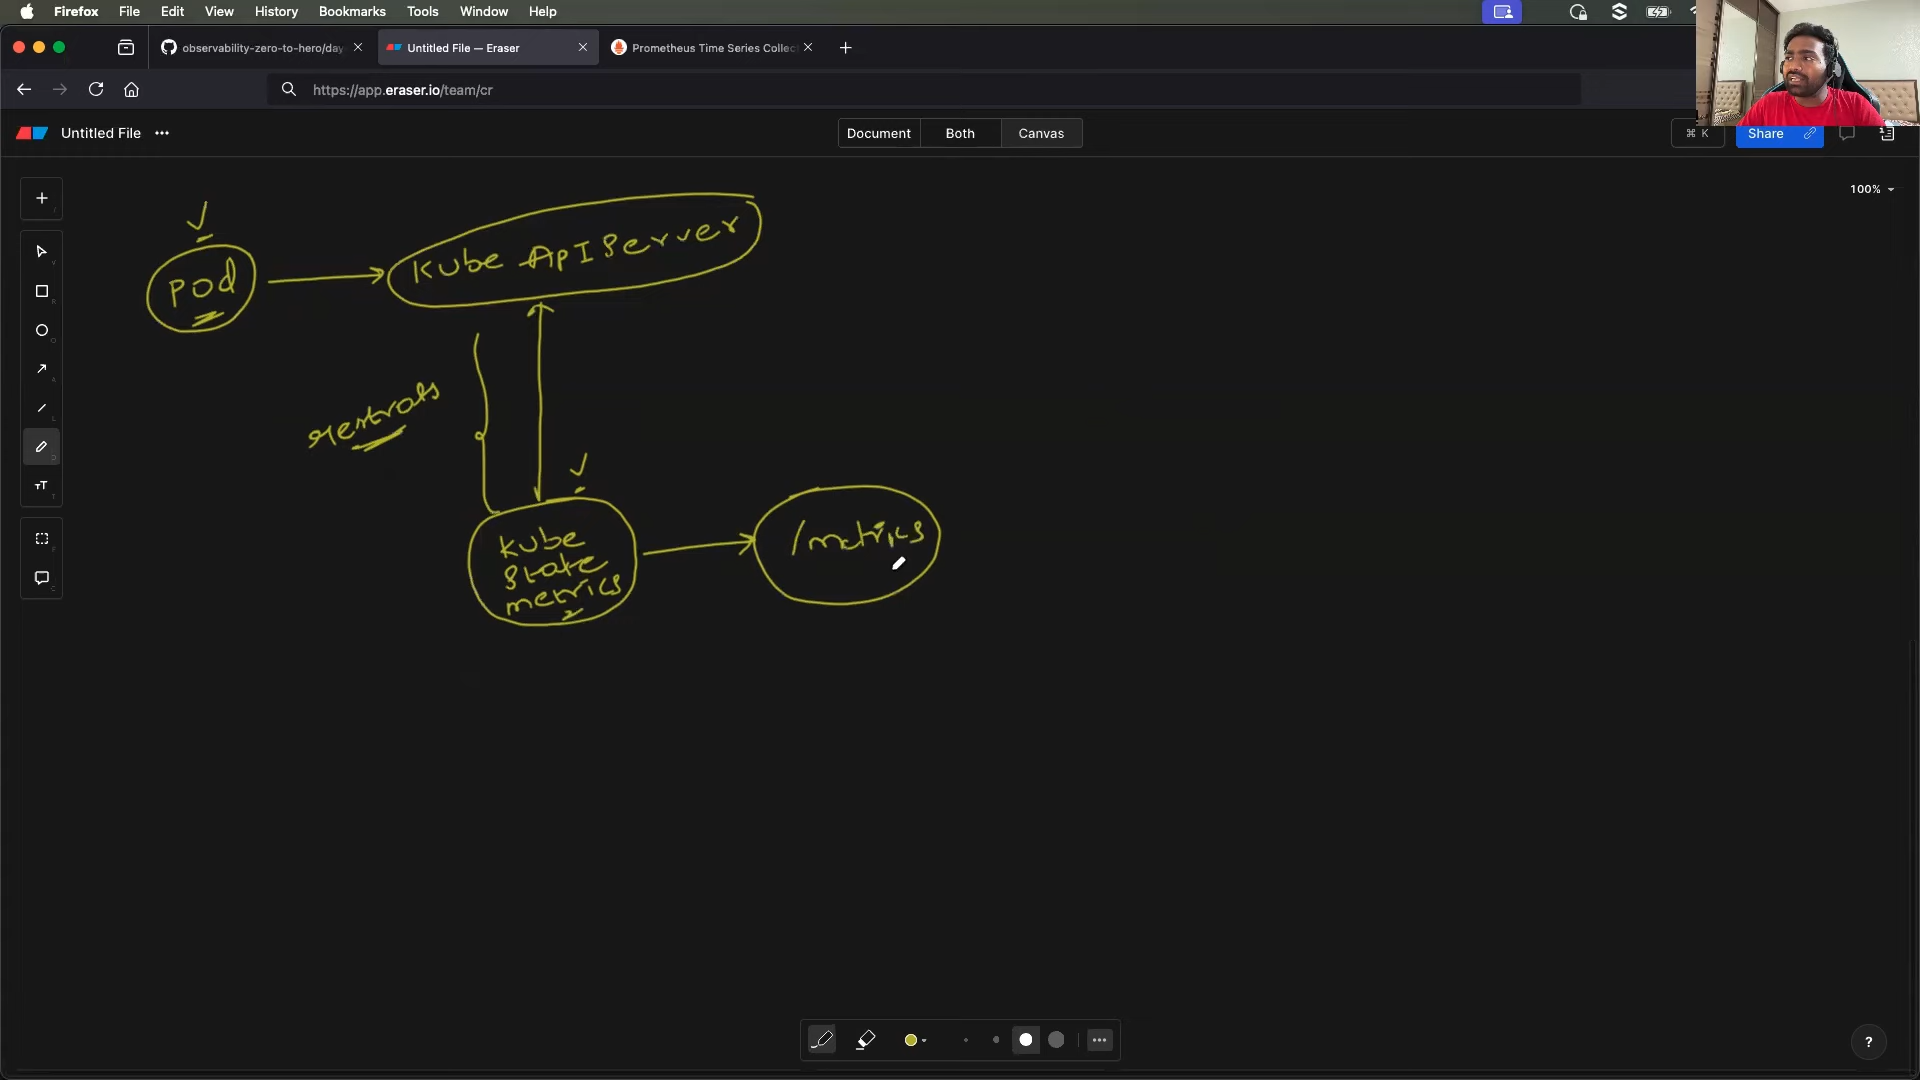 Firefox File Edit View History Bookmarks Tools Window Help
observability-zero-to-hero/day
Untitled File — Eraser
Prometheus Time Series Collec
https://app.eraser.io/team/cr
Untitled File
Document Both Canvas
⌘ K
Share
100%
pod
Kube ApIServer
/metrics
Kube
State
metrics
?